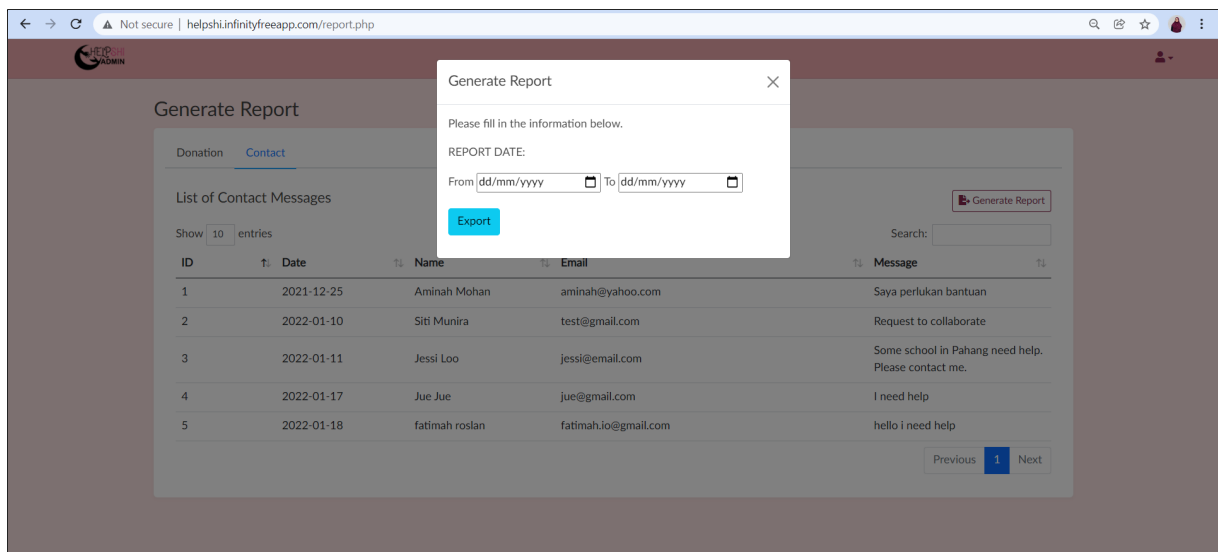 Not secure | helpshi.infinityfreeapp.com/report.php
HELPSHI
ADMIN
Generate Report
Please fill in the information below.
REPORT DATE:
From dd/mm/yyyy To dd/mm/yyyy
Export
Generate Report
Donation Contact
List of Contact Messages
Generate Report
Show 10 entries
Search:
ID Date Name Email Message
1 2021-12-25 Aminah Mohan aminah@yahoo.com Saya perlukan bantuan
2 2022-01-10 Siti Munira test@gmail.com Request to collaborate
3 2022-01-11 Jessi Loo jessi@email.com Some school in Pahang need help.
Please contact me.
4 2022-01-17 Jue Jue jue@gmail.com I need help
5 2022-01-18 fatimah roslan fatimah.io@gmail.com hello i need help
Previous 1 Next